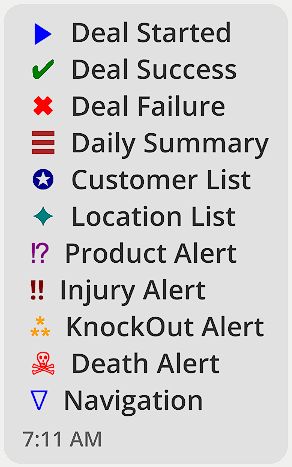 ▶ Deal Started
✔ Deal Success
✖ Deal Failure
☰ Daily Summary
✪ Customer List
✦ Location List
⁉ Product Alert
‼ Injury Alert
⁂ KnockOut Alert
☠ Death Alert
▽ Navigation
7:11 AM